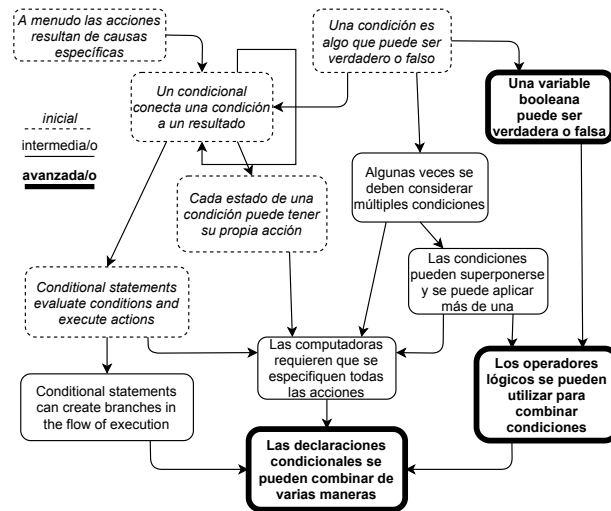 A menudo las acciones
resultan de causas
específicas
Una condición es
algo que puede ser
verdadero o falso
Un condicional
conecta una condición
a un resultado
Una variable
booleana
puede ser
verdadera o falsa
inicial
intermedia/o
avanzada/o
Algunas veces se
deben considerar
múltiples condiciones
Cada estado de una
condición puede tener
su propia acción
Las condiciones
pueden superponerse
y se puede aplicar
más de una
Conditional statements
evaluate conditions and
execute actions
Las computadoras
requieren que se
especifiquen todas
las acciones
Los operadores
lógicos se pueden
utilizar para
combinar
condiciones
Conditional statements
can create branches in
the flow of execution
Las declaraciones
condicionales se
pueden combinar de
varias maneras